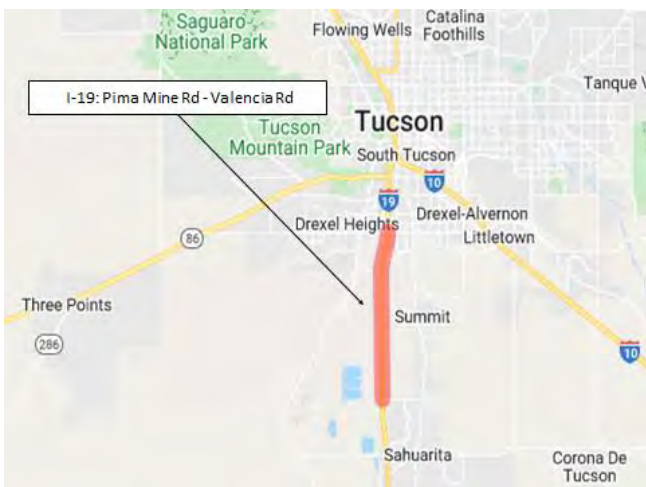 Saguaro
National Park
Flowing Wells
Catalina
Foothills
I-19: Pima Mine Rd - Valencia Rd
Tanque V
Tucson
Mountain Park
Tucson
South Tucson
10
19
Drexel Heights
Drexel-Alvernon
Littletown
86
Three Points
286
Summit
10
Sahuarita
Corona De
Tucson